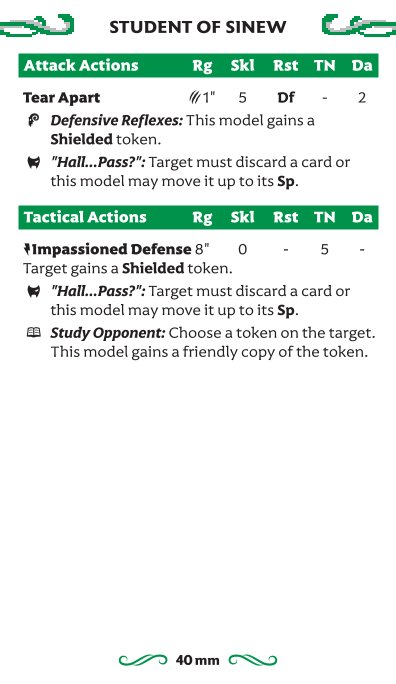 STUDENT OF SINEW
Attack Actions Rg Skl Rst TN Da
Tear Apart 1" 5 Df - 2
Defensive Reflexes: This model gains a
Shielded token.
"Hall...Pass?": Target must discard a card or
this model may move it up to its Sp.
Tactical Actions Rg Skl Rst TN Da
Impassioned Defense 8" 0 - 5 -
Target gains a Shielded token.
"Hall...Pass?": Target must discard a card or
this model may move it up to its Sp.
Study Opponent: Choose a token on the target.
This model gains a friendly copy of the token.
40 mm